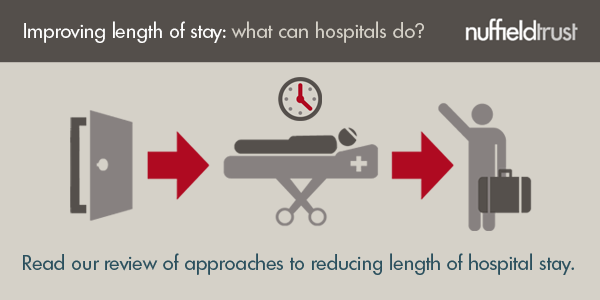 Improving length of stay: what can hospitals do?
nuffieldtrust
Read our review of approaches to reducing length of hospital stay.